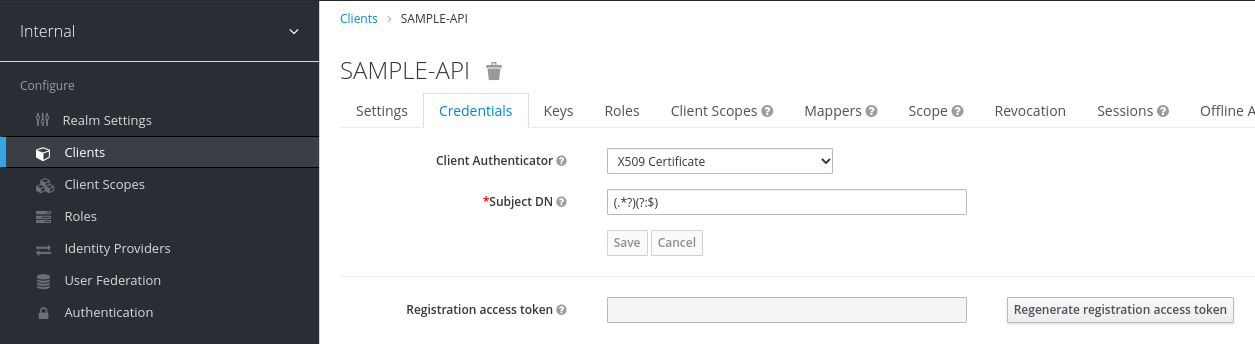 Internal
Configure
Realm Settings
Clients
Client Scopes
Roles
Identity Providers
User Federation
Authentication
Clients › SAMPLE-API
SAMPLE-API
Settings Credentials Keys Roles Client Scopes ? Mappers ? Scope ? Revocation Sessions ? Offline A
Client Authenticator ? X509 Certificate
*Subject DN ? (.*?)(?:$)
Save Cancel
Registration access token ? Regenerate registration access token